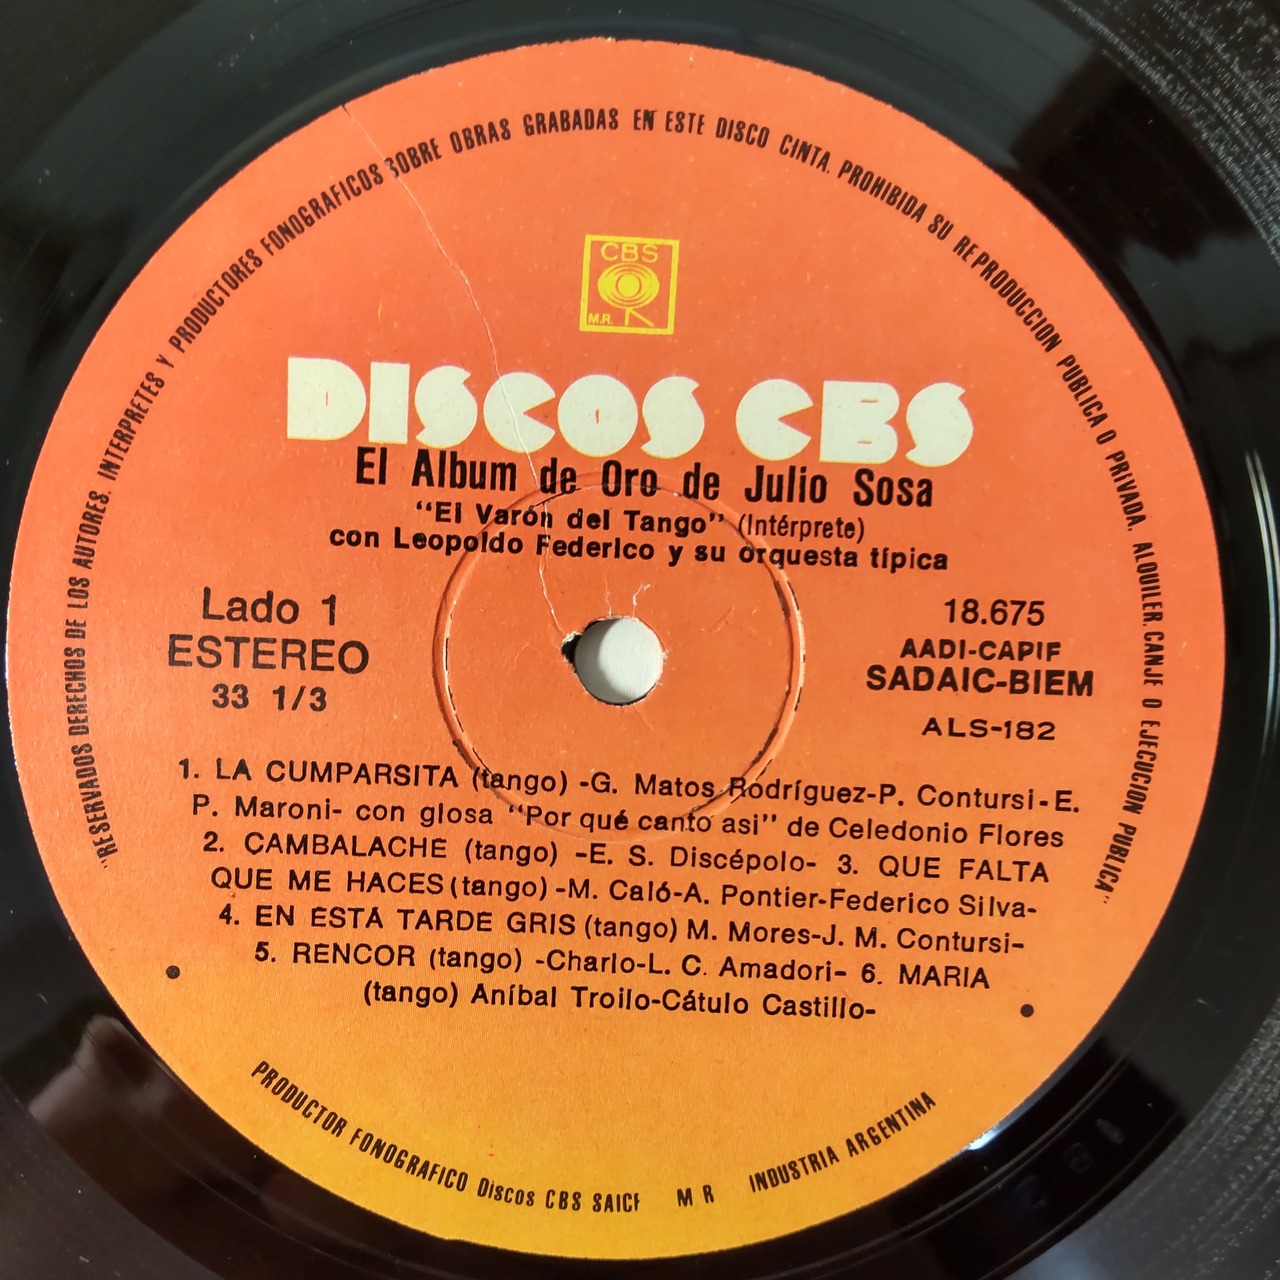 "RESERVADOS DERECHOS DE LOS AUTORES. INTERPRETES Y PRODUCTORES FONOGRAFICOS SOBRE OBRAS GRABADAS EN ESTE DISCO CINTA. PROHIBIDA SU REPRODUCCION PUBLICA O PRIVADA. ALQUILER. CANJE O EJECUCION PUBLICA"
CBS
M.R.
DISCOS CBS
El Album de Oro de Julio Sosa
"El Varón del Tango" (Intérprete)
con Leopoldo Federico y su orquesta típica
Lado 1
ESTEREO
33 1/3
18.675
AADI-CAPIF
SADAIC-BIEM
ALS-182
1. LA CUMPARSITA (tango) -G. Matos Rodríguez-P. Contursi-E.
P. Maroni- con glosa "Por qué canto asi" de Celedonio Flores
2. CAMBALACHE (tango) -E. S. Discépolo- 3. QUE FALTA
QUE ME HACES (tango) -M. Caló-A. Pontier-Federico Silva-
4. EN ESTA TARDE GRIS (tango) M. Mores-J. M. Contursi-
5. RENCOR (tango) -Charlo-L. C. Amadori- 6. MARIA
(tango) Aníbal Troilo-Cátulo Castillo-
PRODUCTOR FONOGRAFICO Discos CBS SAICF M R INDUSTRIA ARGENTINA